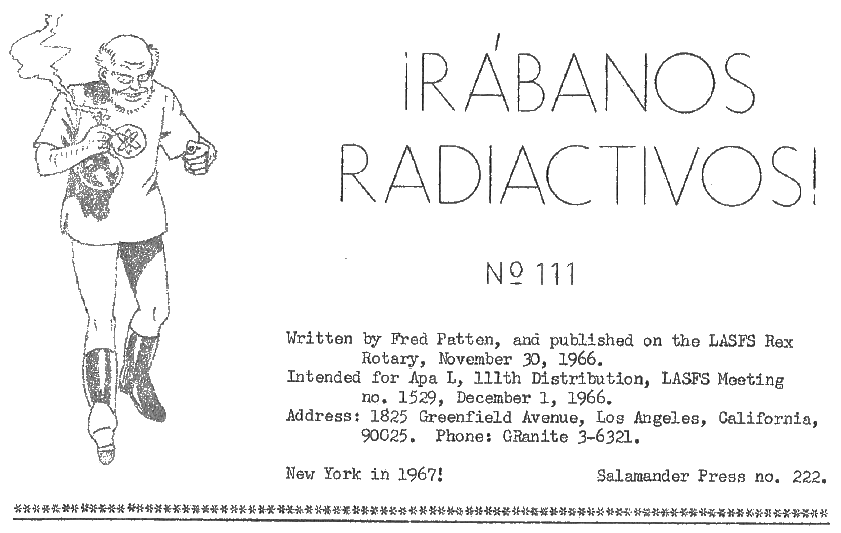 ¡RÁBANOS
RADIACTIVOS!
Nº 111
Written by Fred Patten, and published on the LASFS Rex
Rotary, November 30, 1966.
Intended for Apa L, 111th Distribution, LASFS Meeting
no. 1529, December 1, 1966.
Address: 1825 Greenfield Avenue, Los Angeles, California,
90025. Phone: GRanite 3-6321.
New York in 1967! Salamander Press no. 222.